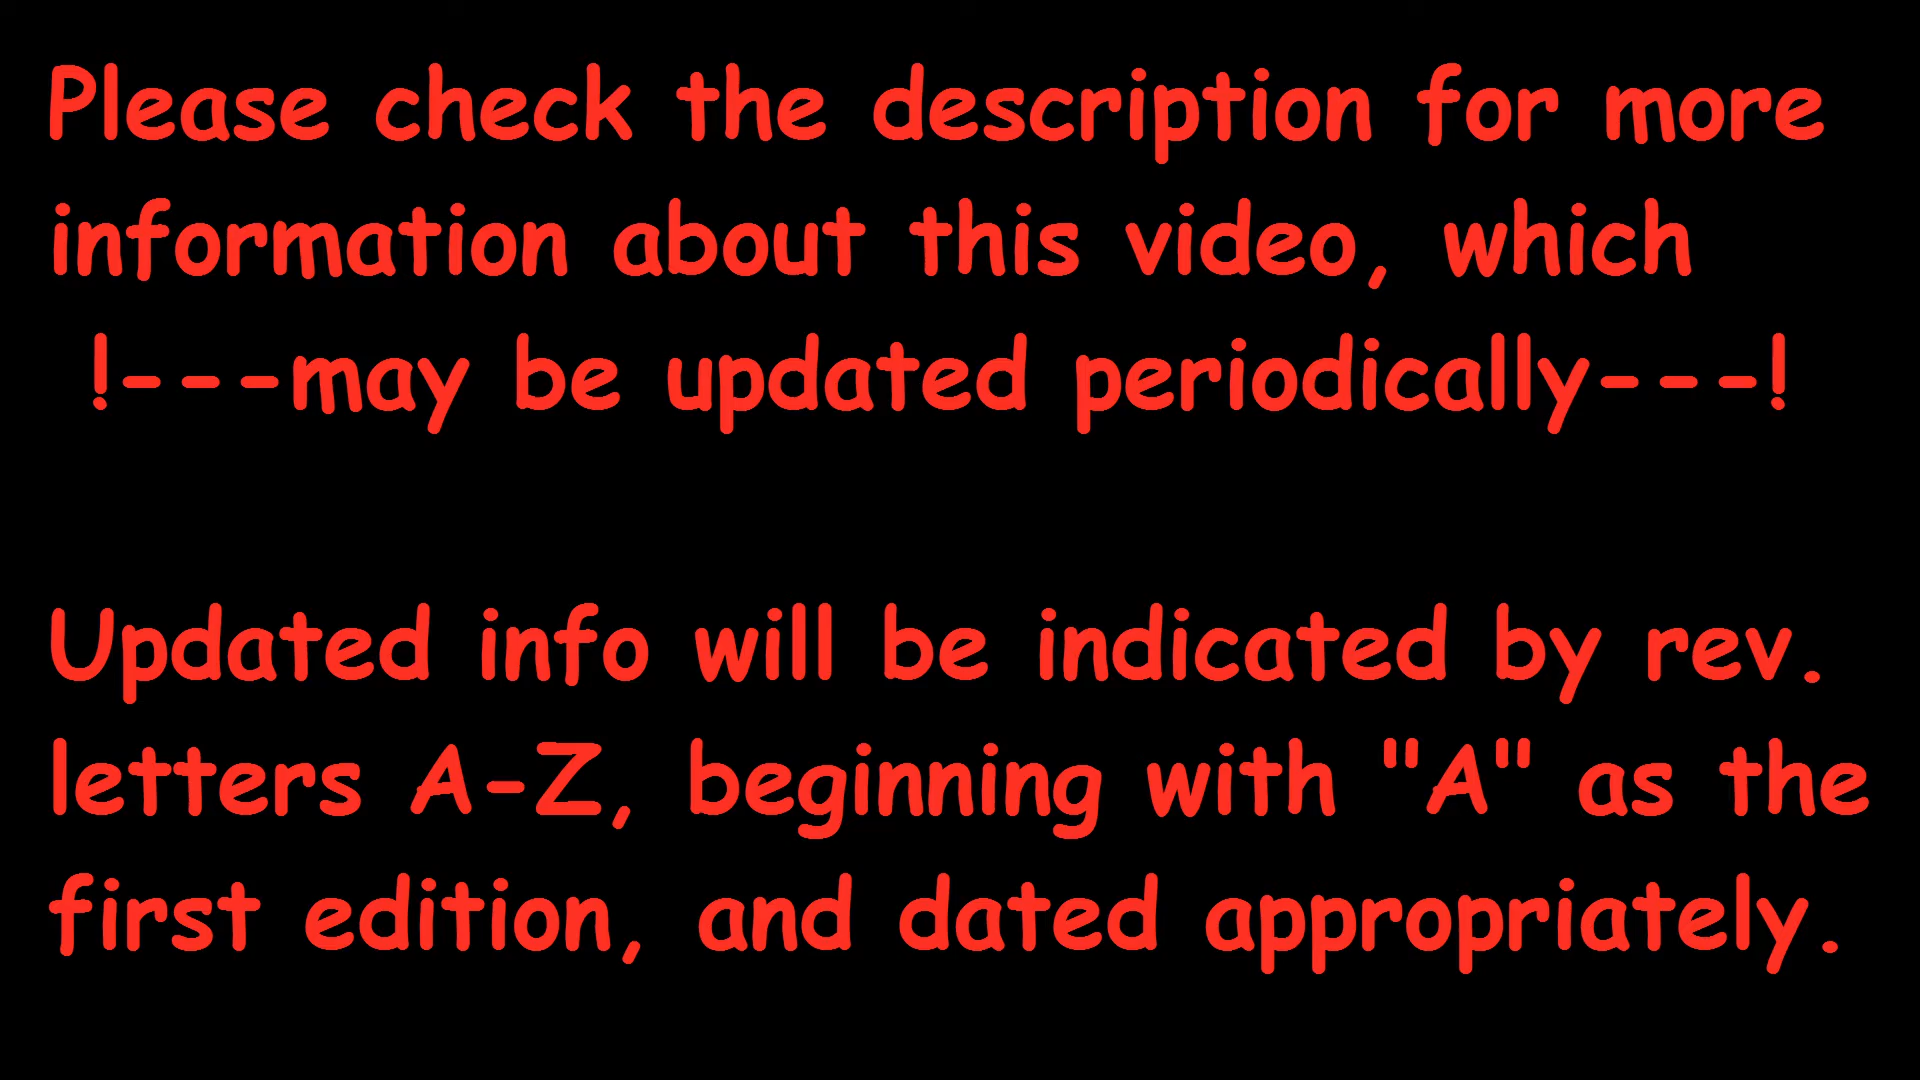 Please check the description for more
information about this video, which
!---may be updated periodically---!
Updated info will be indicated by rev.
letters A-Z, beginning with "A" as the
first edition, and dated appropriately.